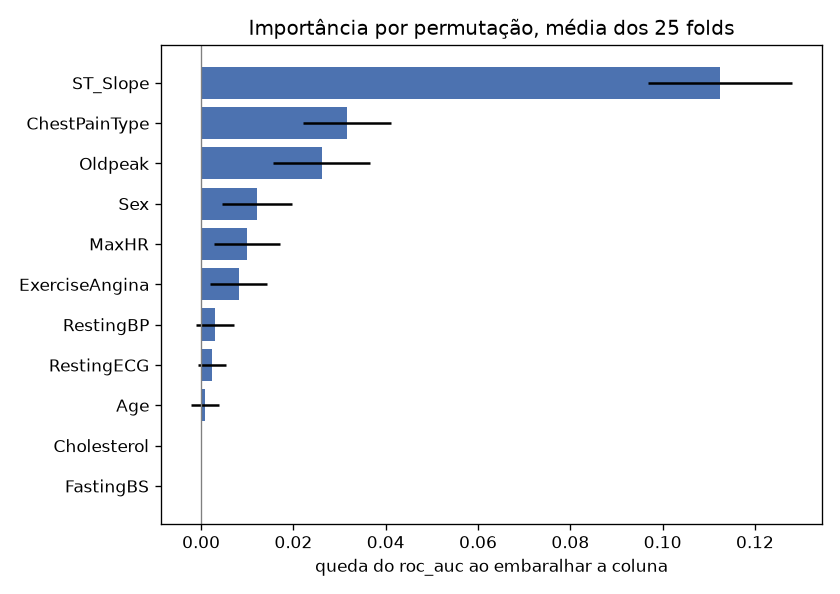 Importância por permutação, média dos 25 folds
ST_Slope
ChestPainType
Oldpeak
Sex
MaxHR
ExerciseAngina
RestingBP
RestingECG
Age
Cholesterol
FastingBS
0.00 0.02 0.04 0.06 0.08 0.10 0.12
queda do roc_auc ao embaralhar a coluna